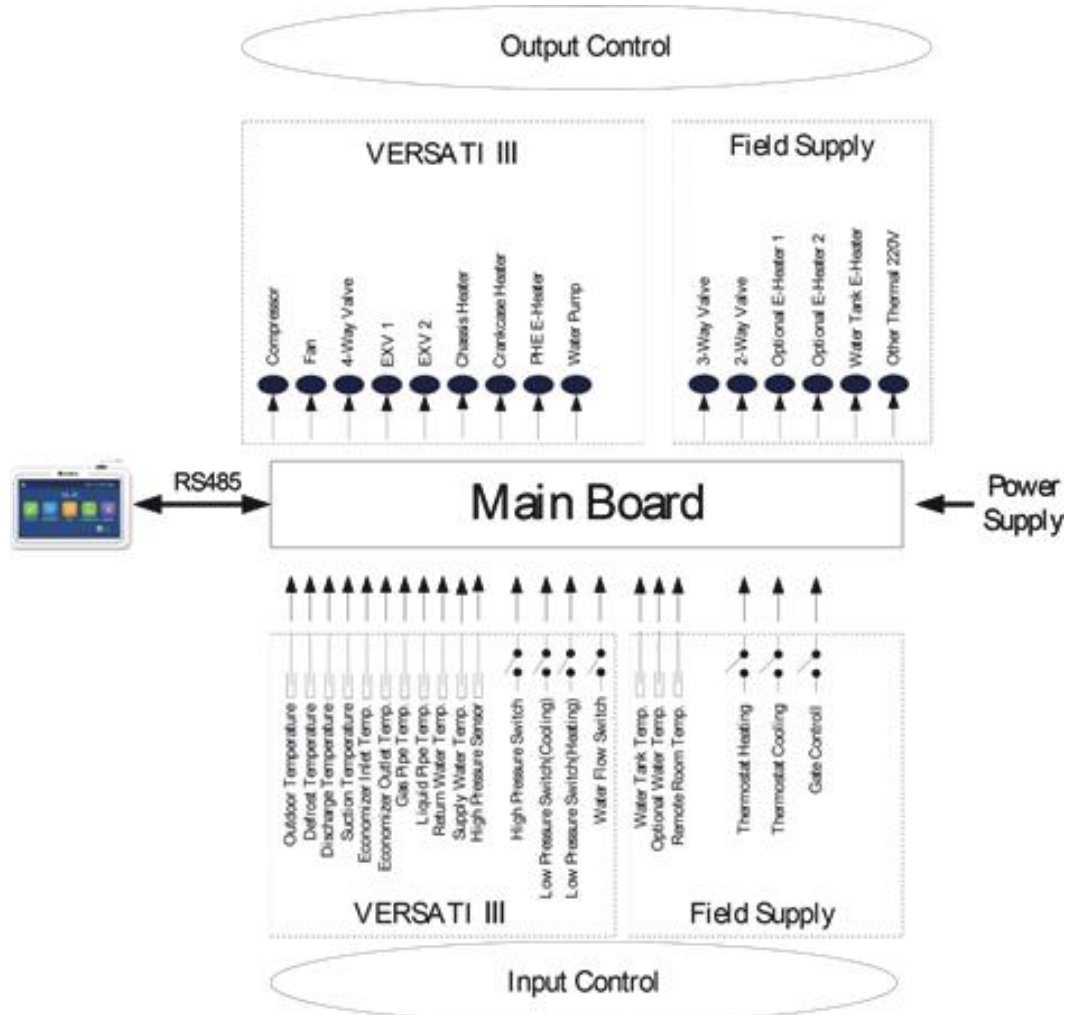 Output Control
VERSATI III
Field Supply
Compressor
Fan
4-Way Valve
EXV 1
EXV 2
Chassis Heater
Crankcase Heater
PHE E-Heater
Water Pump
3-Way Valve
2-Way Valve
Optional E-Heater 1
Optional E-Heater 2
Water Tank E-Heater
Other Thermal 220V
RS485
Main Board
Power
Supply
Outdoor Temperature
Defrost Temperature
Discharge Temperature
Suction Temperature
Economizer Inlet Temp.
Economizer Outlet Temp.
Gas Pipe Temp.
Liquid Pipe Temp.
Return Water Temp.
Supply Water Temp.
High Pressure Sensor
High Pressure Switch
Low Pressure Switch(Cooling)
Low Pressure Switch(Heating)
Water Flow Switch
Water Tank Temp.
Optional Water Temp.
Remote Room Temp.
Thermostat Heating
Thermostat Cooling
Gate Controll
VERSATI III
Field Supply
Input Control